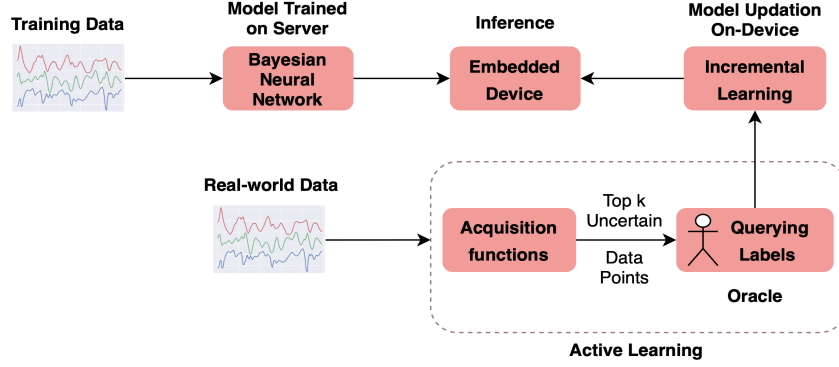 Training Data
Model Trained
on Server
Bayesian
Neural
Network
Inference
Embedded
Device
Model Updation
On-Device
Incremental
Learning
Real-world Data
Acquisition
functions
Top k
Uncertain
Data
Points
Querying
Labels
Oracle
Active Learning